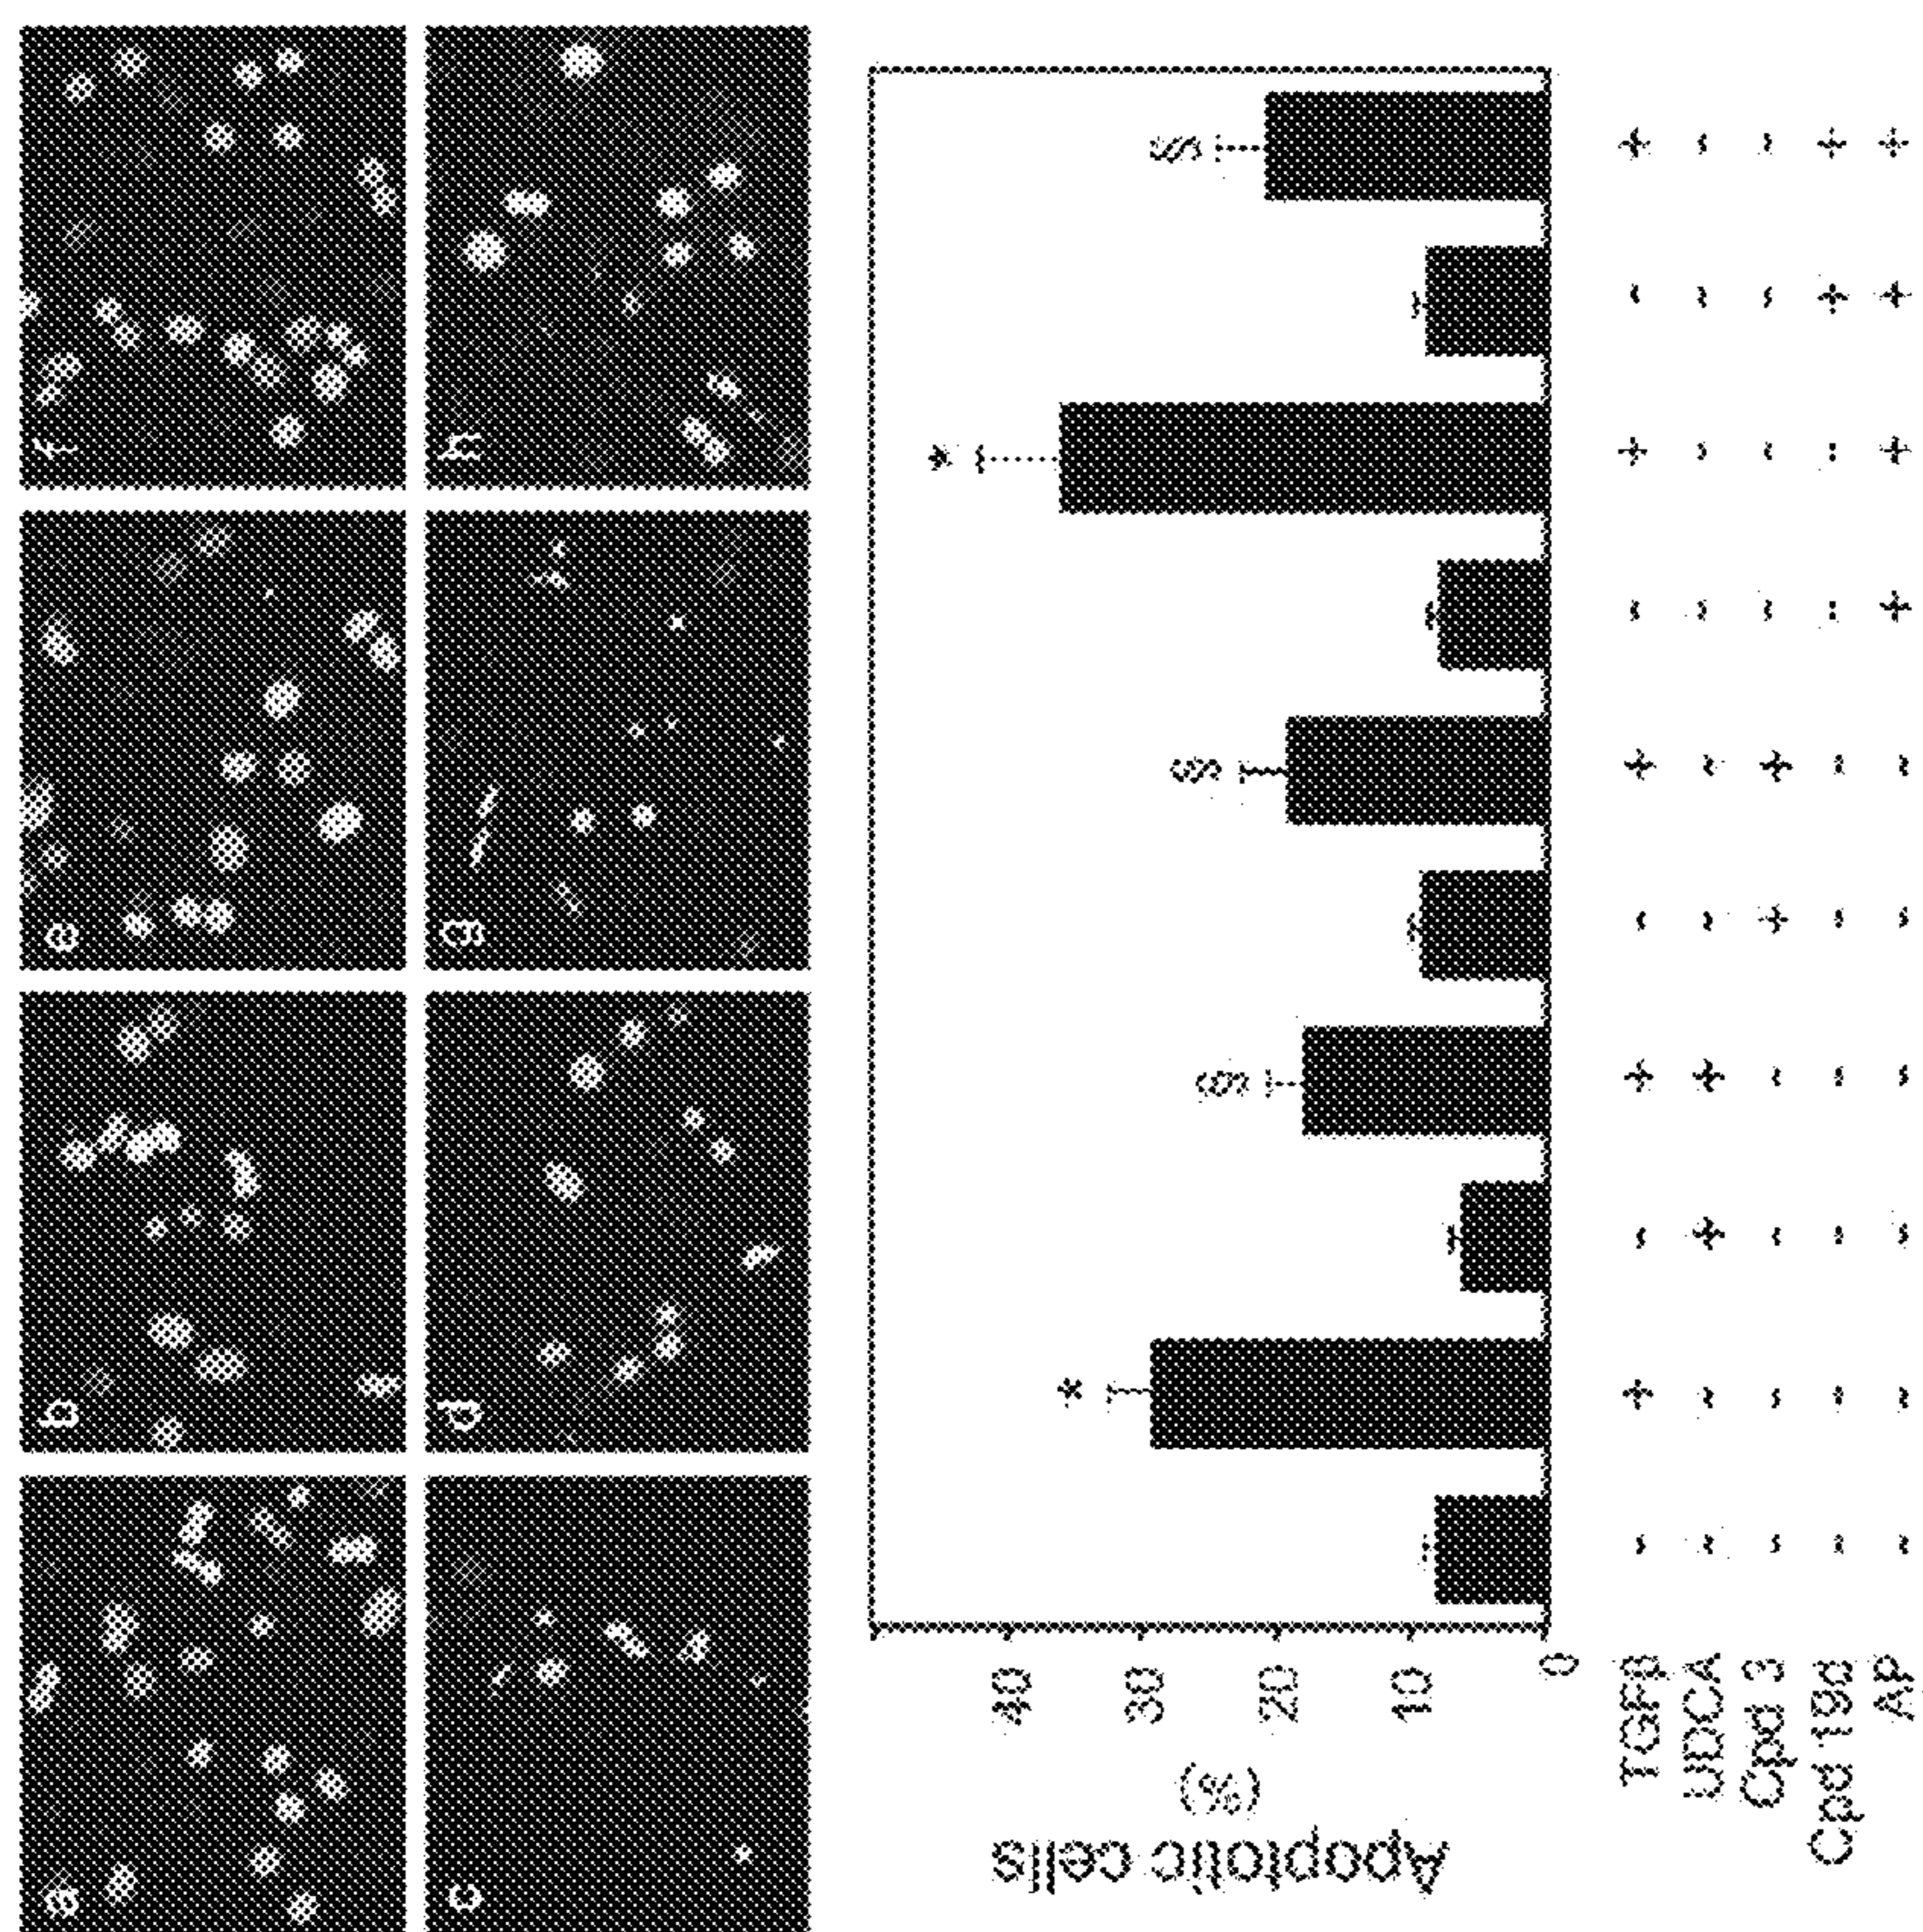 a b e f
c d g h
Apoptotic cells
(%)
40
30
20
10
0
* § § * §
TGFβ - + - + - + - + - +
UDCA - - + + - - - - - -
Cpd 3 - - - - + + - - - -
Cpd 19d - - - - - - - - + +
AP - - - - - - + + + +